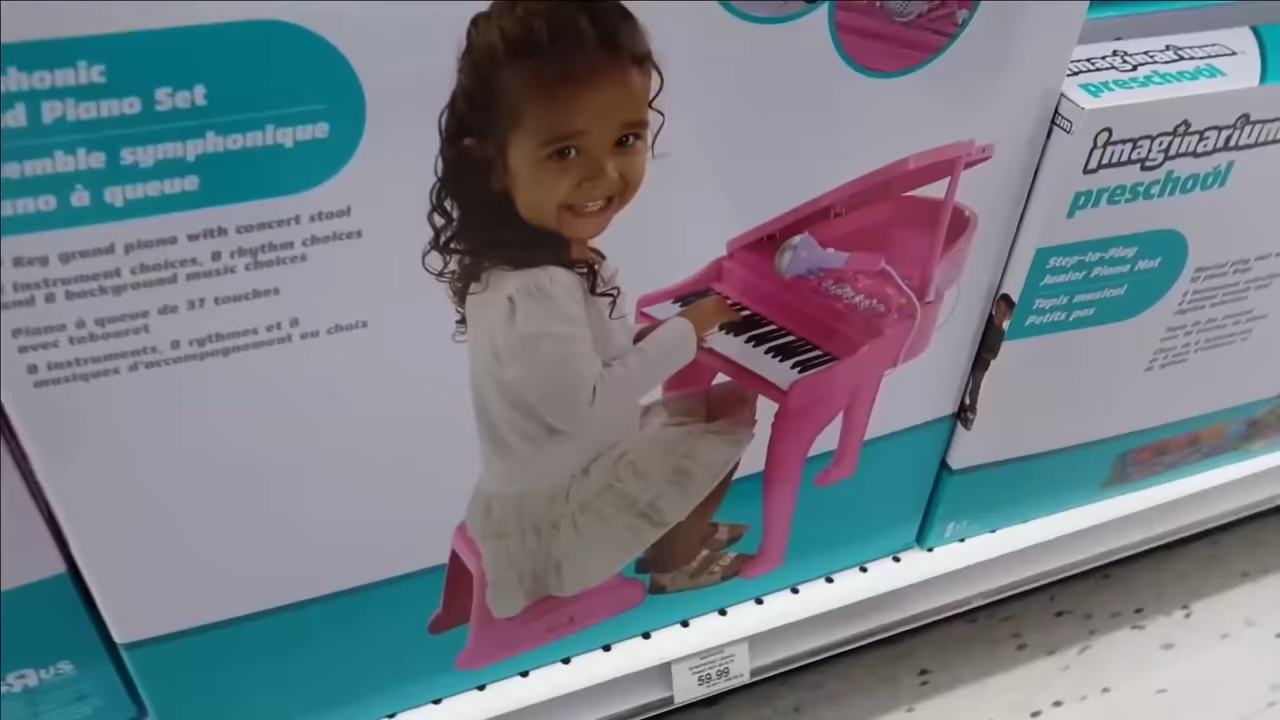 phonic
d Piano Set
emble symphonique
ano à queue
Key grand piano with concert stool
instrument choices, 8 rhythm choices
and 8 background music choices
Piano à queue de 37 touches
avec tabouret
8 instruments, 8 rythmes et 8
musiques d'accompagnement au choix
RUS
59.99
imaginarium
preschool
um
imaginarium
preschool
Step-to-Play
Junior Piano Mat
Tapis musical
Petits pas